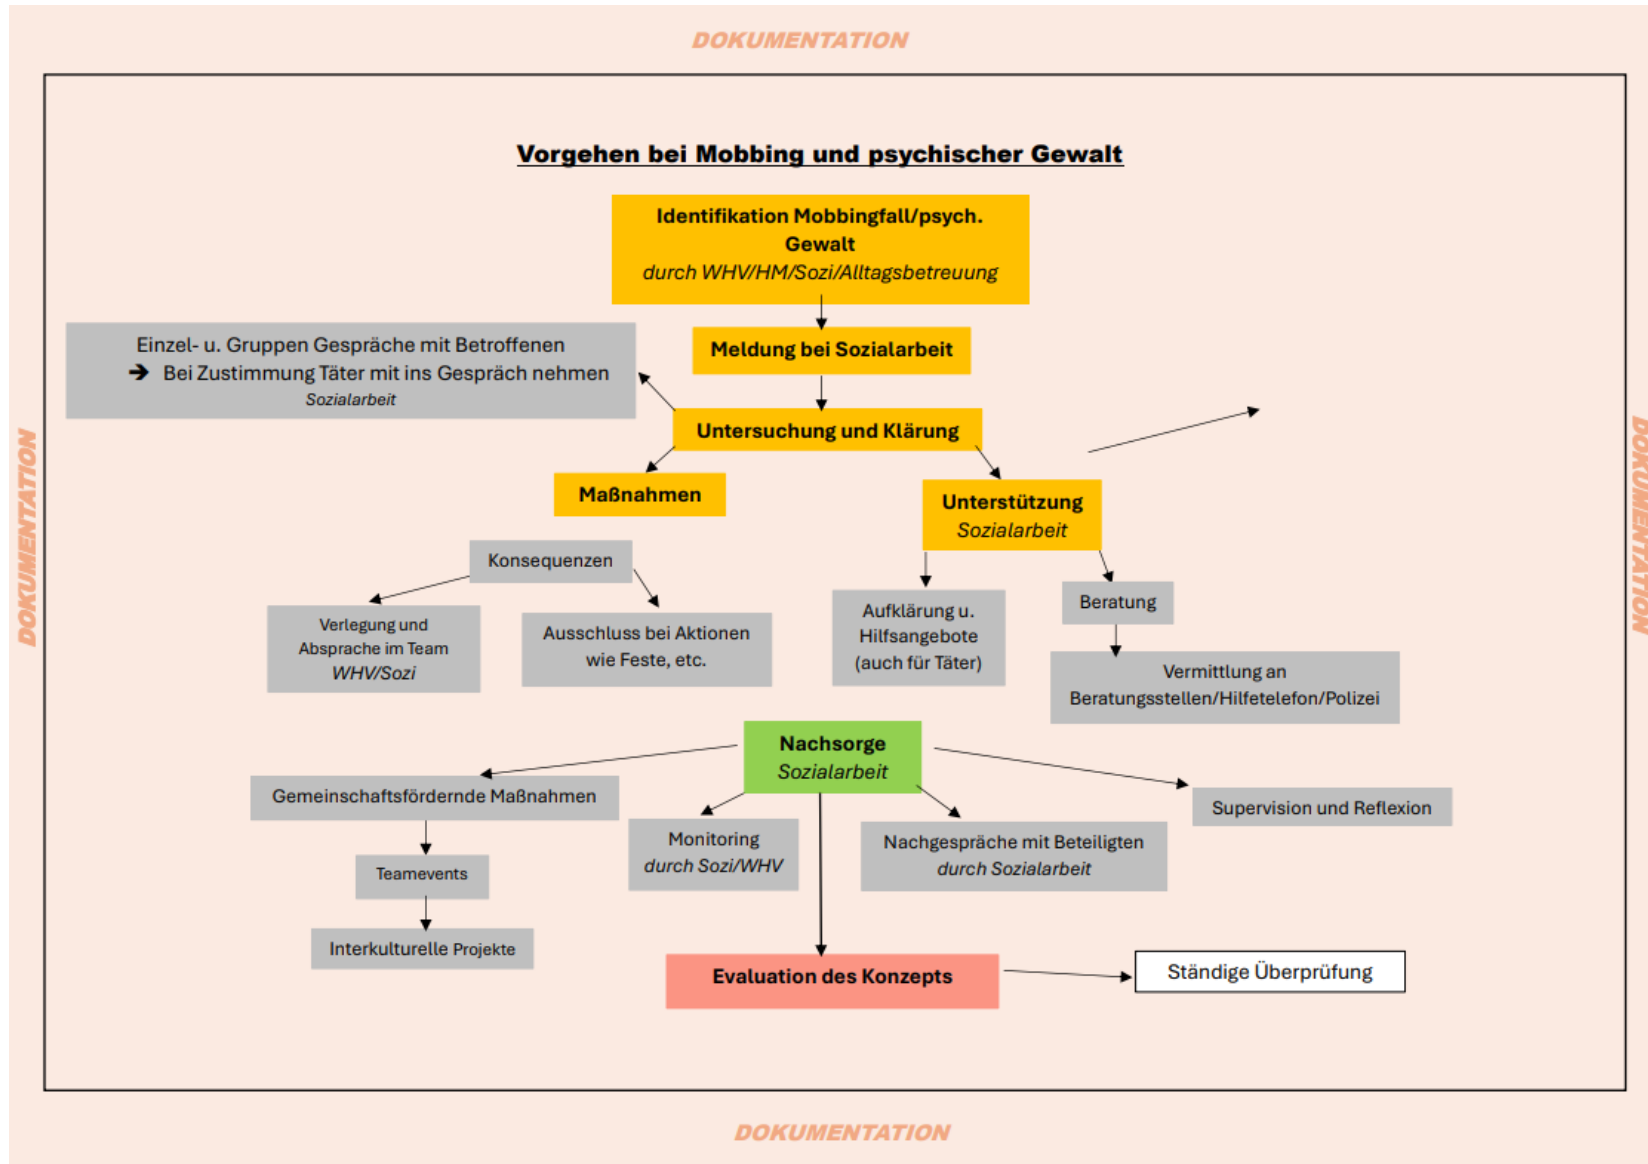 DOKUMENTATION
Vorgehen bei Mobbing und psychischer Gewalt
Identifikation Mobbingfall/psych.
Gewalt
durch WHV/HM/Sozi/Alltagsbetreuung
Meldung bei Sozialarbeit
Einzel- u. Gruppen Gespräche mit Betroffenen
➔ Bei Zustimmung Täter mit ins Gespräch nehmen
Sozialarbeit
Untersuchung und Klärung
Maßnahmen
Unterstützung
Sozialarbeit
DOKUMENTATION
DOKUMENTATION
Konsequenzen
Verlegung und
Absprache im Team
WHV/Sozi
Ausschluss bei Aktionen
wie Feste, etc.
Aufklärung u.
Hilfsangebote
(auch für Täter)
Beratung
Vermittlung an
Beratungsstellen/Hilfetelefon/Polizei
Nachsorge
Sozialarbeit
Gemeinschaftsfördernde Maßnahmen
Teamevents
Interkulturelle Projekte
Monitoring
durch Sozi/WHV
Nachgespräche mit Beteiligten
durch Sozialarbeit
Supervision und Reflexion
Evaluation des Konzepts
Ständige Überprüfung
DOKUMENTATION